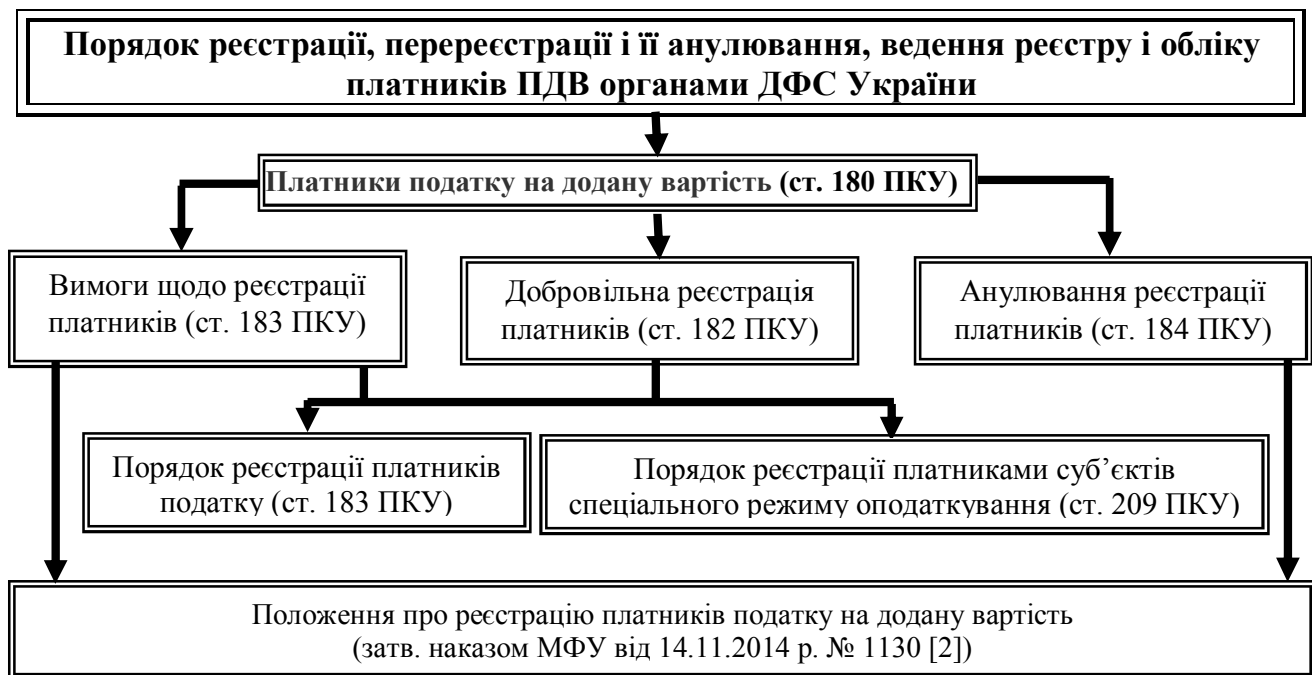 Порядок реєстрації, перереєстрації і її анулювання, ведення реєстру і обліку
платників ПДВ органами ДФС України
Платники податку на додану вартість (ст. 180 ПКУ)
Вимоги щодо реєстрації
платників (ст. 183 ПКУ)
Добровільна реєстрація
платників (ст. 182 ПКУ)
Анулювання реєстрації
платників (ст. 184 ПКУ)
Порядок реєстрації платників
податку (ст. 183 ПКУ)
Порядок реєстрації платниками суб’єктів
спеціального режиму оподаткування (ст. 209 ПКУ)
Положення про реєстрацію платників податку на додану вартість
(затв. наказом МФУ від 14.11.2014 р. № 1130 [2])